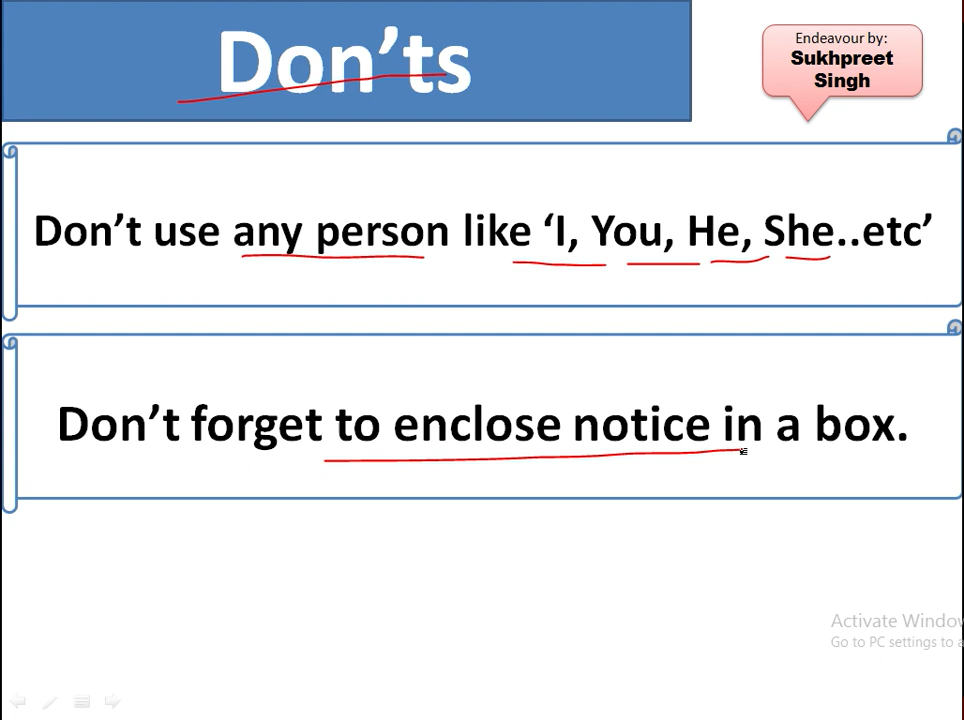 Don’ts
Endeavour by:
Sukhpreet
Singh
Don’t use any person like ‘I, You, He, She..etc’
Don’t forget to enclose notice in a box.
Activate Windo
Go to PC settings to a